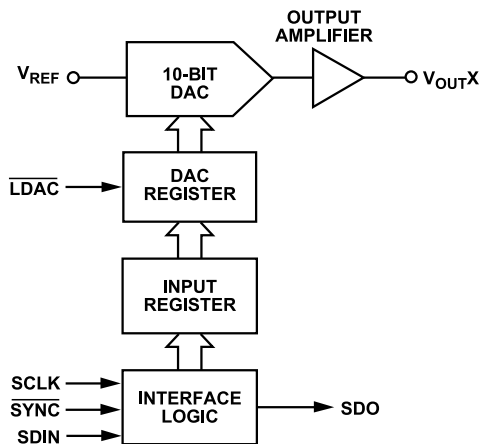 OUTPUT
AMPLIFIER
VREF
10-BIT
DAC
VOUTX
LDAC
DAC
REGISTER
INPUT
REGISTER
SCLK
SYNC
SDIN
INTERFACE
LOGIC
SDO